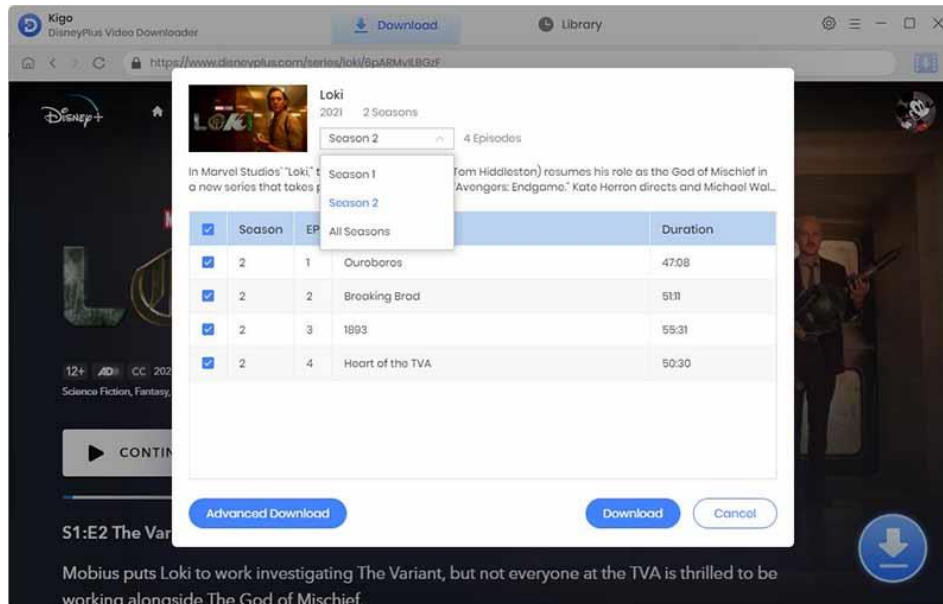 Kigo
DisneyPlus Video Downloader
Download
Library
https://www.disneyplus.com/series/loki/6pARMvILBGzF
Disney+
LOKI
Loki
2021 2 Seasons
Season 2
4 Episodes
In Marvel Studios' "Loki," t Tom Hiddleston) resumes his role as the God of Mischief in
a new series that takes p Avengers: Endgame." Kate Herron directs and Michael Wal...
Season 1
Season 2
All Seasons
Season EP Duration
2 1 Ouroboros 47:08
2 2 Breaking Brad 51:11
2 3 1893 55:31
2 4 Heart of the TVA 50:30
12+ AD CC 202
Science Fiction, Fantasy,
CONTIN
Advanced Download
Download
Cancel
S1:E2 The Var
Mobius puts Loki to work investigating The Variant, but not everyone at the TVA is thrilled to be
working alongside The God of Mischief.